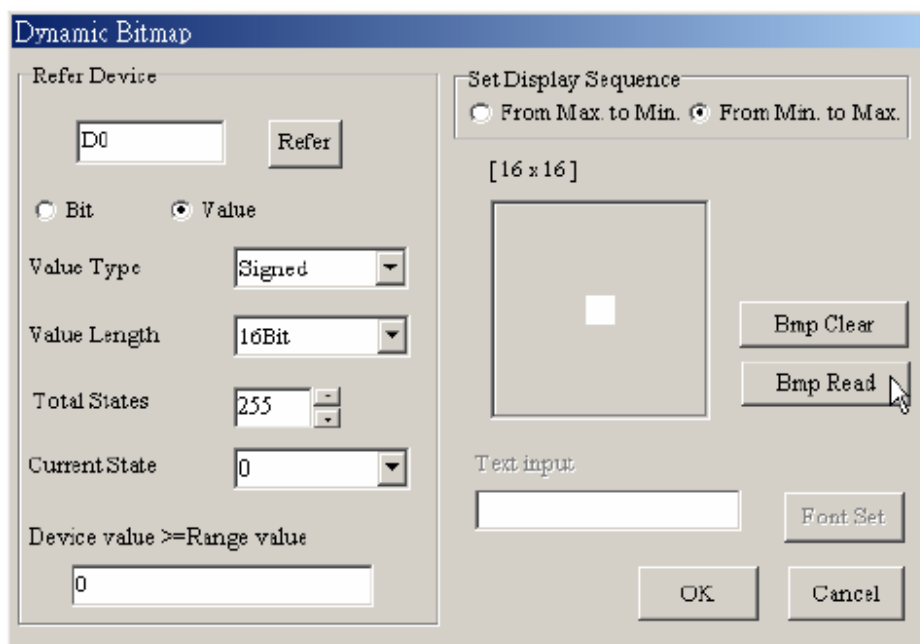 Dynamic Bitmap
Refer Device
D0
Refer
Bit
Value
Value Type
Signed
Value Length
16Bit
Total States
255
Current State
0
Device value >=Range value
0
Set Display Sequence
From Max. to Min.
From Min. to Max.
[16 x 16]
Bmp Clear
Bmp Read
Text input
Font Set
OK
Cancel